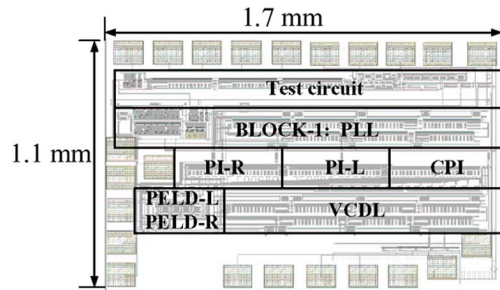 1.7 mm
1.1 mm
Test circuit
BLOCK-1: PLL
PI-R
PI-L
CPI
PELD-L
PELD-R
VCDL